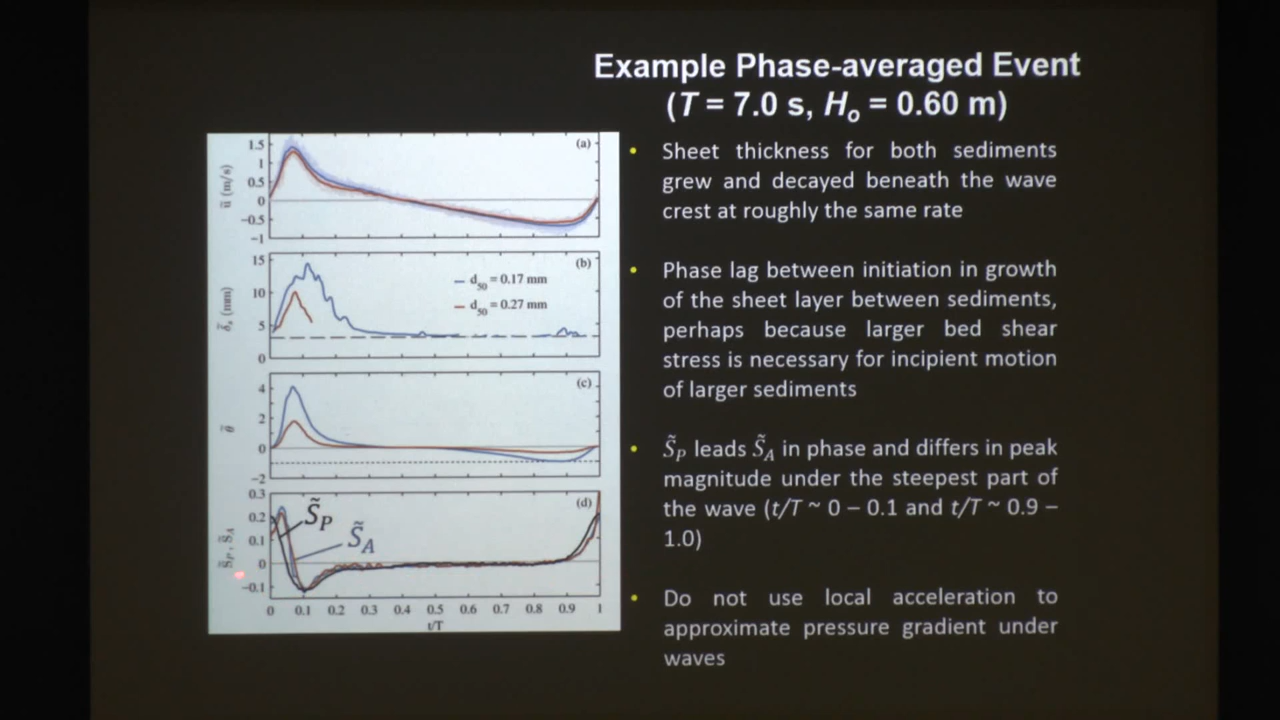 Example Phase-averaged Event
(T = 7.0 s, Ho = 0.60 m)
Sheet thickness for both sediments
grew and decayed beneath the wave
crest at roughly the same rate
Phase lag between initiation in growth
of the sheet layer between sediments,
perhaps because larger bed shear
stress is necessary for incipient motion
of larger sediments
S̃P leads S̃A in phase and differs in peak
magnitude under the steepest part of
the wave (t/T ~ 0 – 0.1 and t/T ~ 0.9 –
1.0)
Do not use local acceleration to
approximate pressure gradient under
waves
(a)
1.5
1
0.5
0
−0.5
−1
ũ (m/s)
(b)
15
10
5
0
δ̃s (mm)
d50 = 0.17 mm
d50 = 0.27 mm
(c)
4
2
0
−2
θ̃
(d)
0.3
0.2
0.1
0
−0.1
S̃P, S̃A
S̃P
S̃A
0 0.1 0.2 0.3 0.4 0.5 0.6 0.7 0.8 0.9 1
t/T